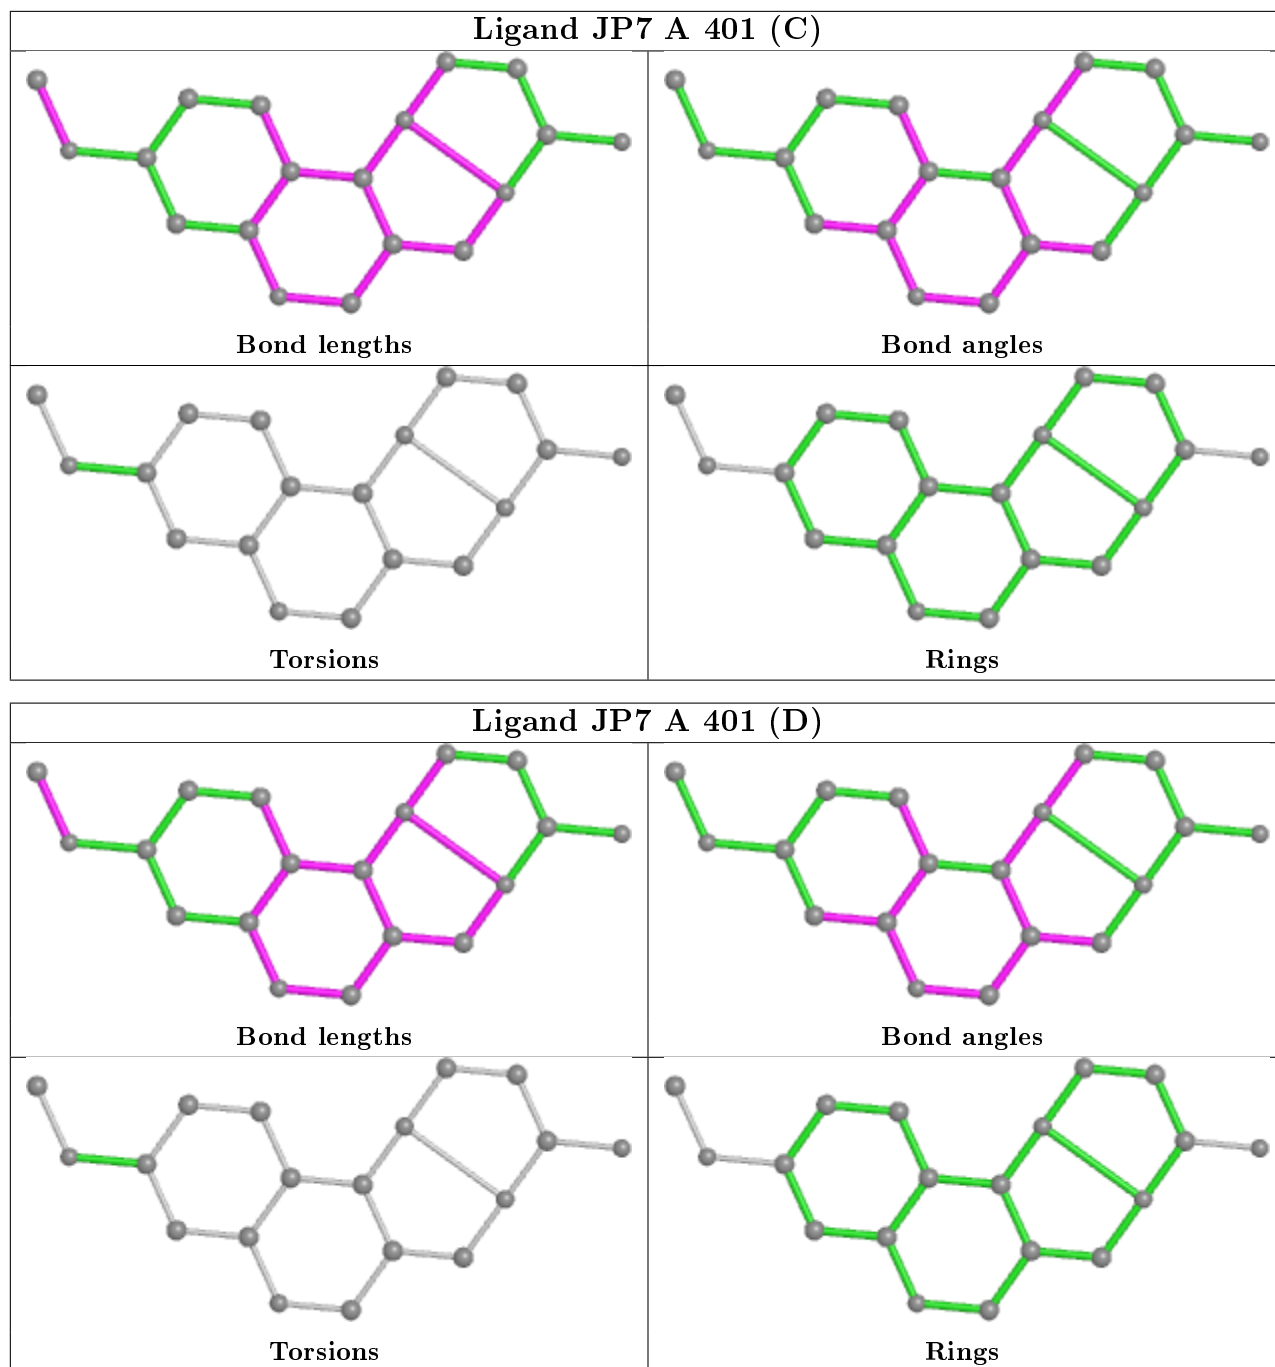 Ligand JP7 A 401 (C)
Bond lengths
Bond angles
Torsions
Rings
Ligand JP7 A 401 (D)
Bond lengths
Bond angles
Torsions
Rings